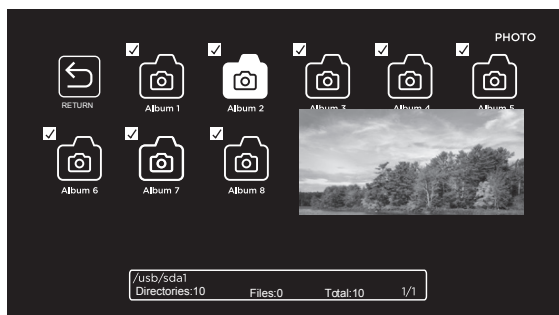 PHOTO
RETURN
Album 1
Album 2
Album 3
Album 4
Album 5
Album 6
Album 7
Album 8
/usb/sda1
Directories:10 Files:0 Total:10 1/1